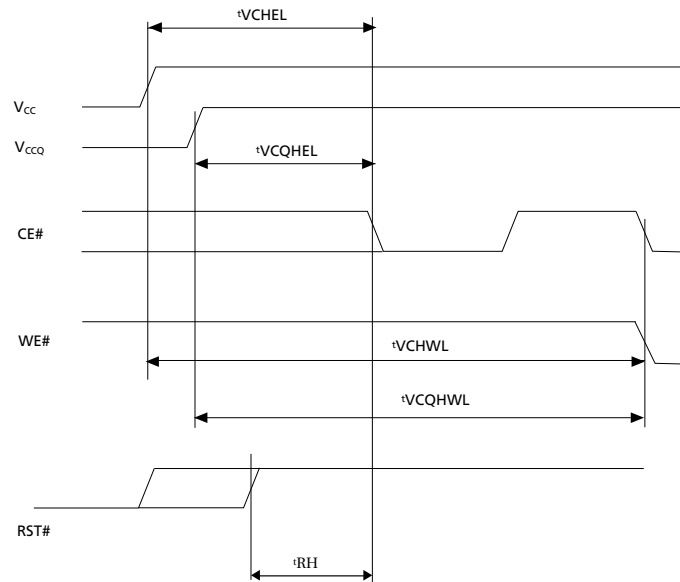 tVCHEL
VCC
VCCQ
tVCQHEL
CE#
WE#
tVCHWL
tVCQHWL
RST#
tRH